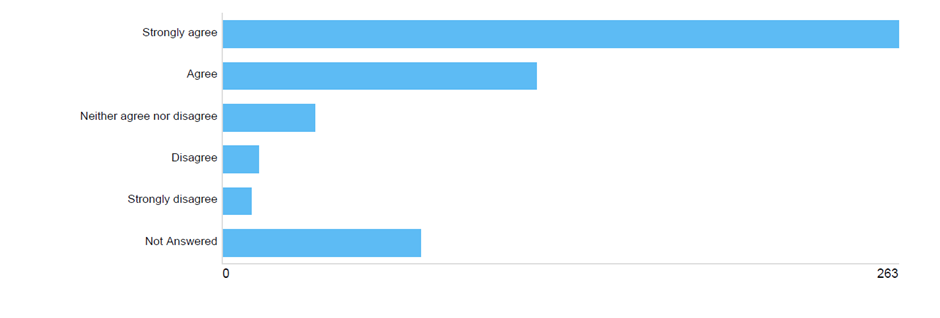 Strongly agree
Agree
Neither agree nor disagree
Disagree
Strongly disagree
Not Answered
0 263